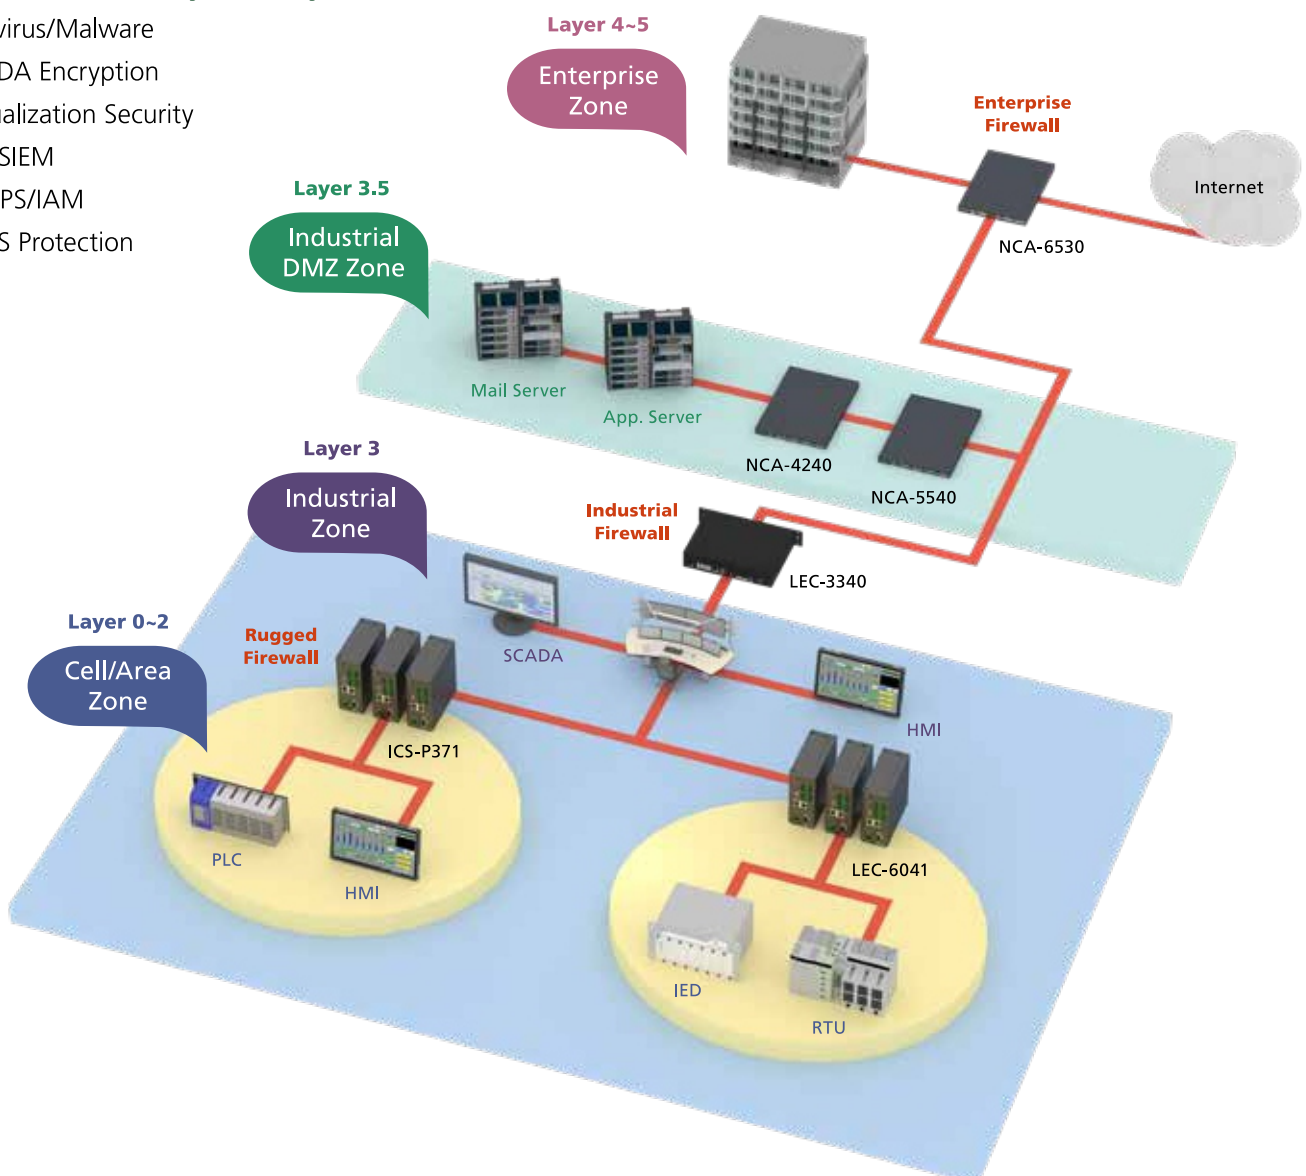 virus/Malware
DA Encryption
ualization Security
SIEM
PS/IAM
S Protection
Layer 4~5
Enterprise
Zone
Enterprise
Firewall
Internet
NCA-6530
Layer 3.5
Industrial
DMZ Zone
Mail Server
App. Server
NCA-4240
NCA-5540
Layer 3
Industrial
Zone
Industrial
Firewall
LEC-3340
SCADA
HMI
Layer 0~2
Cell/Area
Zone
Rugged
Firewall
ICS-P371
PLC
HMI
LEC-6041
IED
RTU